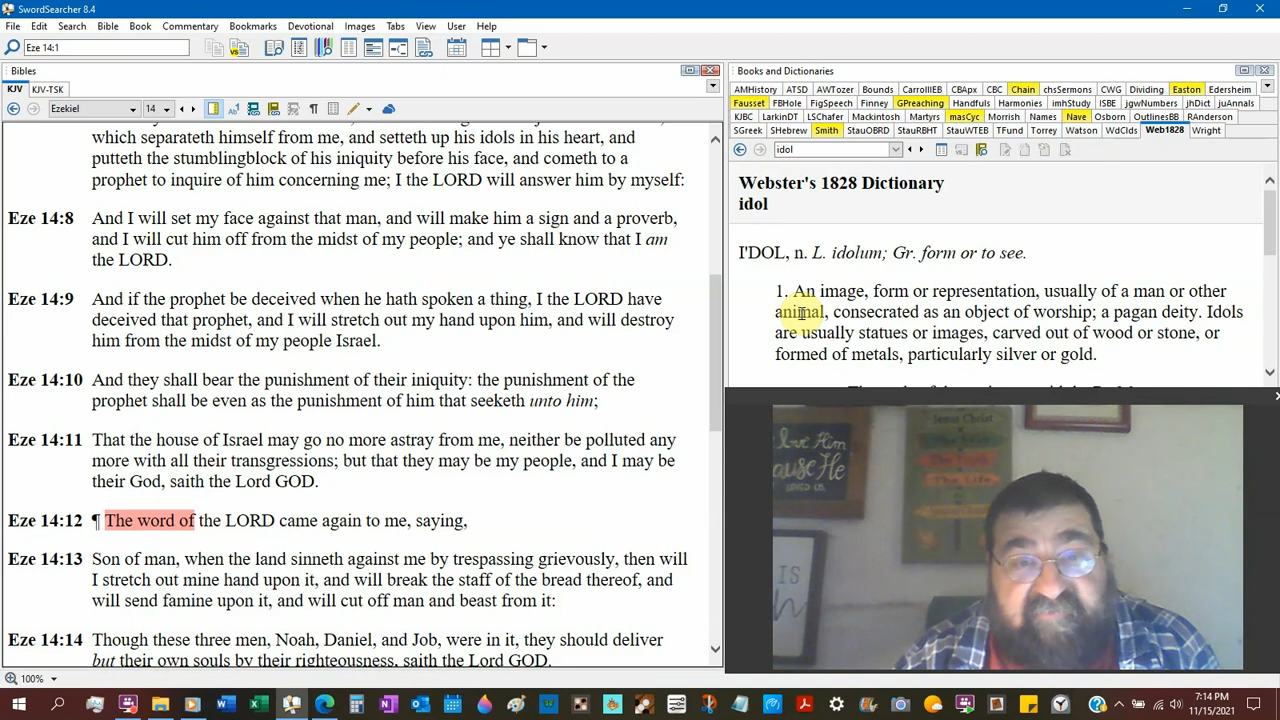 SwordSearcher 8.4
File Edit Search Bible Book Commentary Bookmarks Devotional Images Tabs View User Help
Eze 14:1
Bibles
KJV KJV-TSK
Ezekiel 14
which separateth himself from me, and setteth up his idols in his heart, and
putteth the stumblingblock of his iniquity before his face, and cometh to a
prophet to inquire of him concerning me; I the LORD will answer him by myself:
Eze 14:8 And I will set my face against that man, and will make him a sign and a proverb,
and I will cut him off from the midst of my people; and ye shall know that I am
the LORD.
Eze 14:9 And if the prophet be deceived when he hath spoken a thing, I the LORD have
deceived that prophet, and I will stretch out my hand upon him, and will destroy
him from the midst of my people Israel.
Eze 14:10 And they shall bear the punishment of their iniquity: the punishment of the
prophet shall be even as the punishment of him that seeketh unto him;
Eze 14:11 That the house of Israel may go no more astray from me, neither be polluted any
more with all their transgressions; but that they may be my people, and I may be
their God, saith the Lord GOD.
Eze 14:12 ¶ The word of the LORD came again to me, saying,
Eze 14:13 Son of man, when the land sinneth against me by trespassing grievously, then will
I stretch out mine hand upon it, and will break the staff of the bread thereof, and
will send famine upon it, and will cut off man and beast from it:
Eze 14:14 Though these three men, Noah, Daniel, and Job, were in it, they should deliver
but their own souls by their righteousness, saith the Lord GOD.
100%
Books and Dictionaries
AMHistory ATSD AWTozer Bounds CarrollIEB CBApx CBC Chain chsSermons CWG Dividing Easton Edersheim
Fausset FBHole FigSpeech Finney GPreaching Handfuls Harmonies imhStudy ISBE jgwNumbers jhDict juAnnals
KJBC LarkinDT LSChafer Mackintosh Martyrs masCyc Morrish Names Nave Osborn OutlinesBB RAnderson
SGreek SHebrew Smith StauOBRD StauRBHT StauWTEB TFund Torrey Watson WdClds Web1828 Wright
idol
Webster's 1828 Dictionary
idol
I'DOL, n. L. idolum; Gr. form or to see.
1. An image, form or representation, usually of a man or other
animal, consecrated as an object of worship; a pagan deity. Idols
are usually statues or images, carved out of wood or stone, or
formed of metals, particularly silver or gold.
love Him
cause He
LOVED US.
Jesus Christ
The Life
IS
7:14 PM
11/15/2021